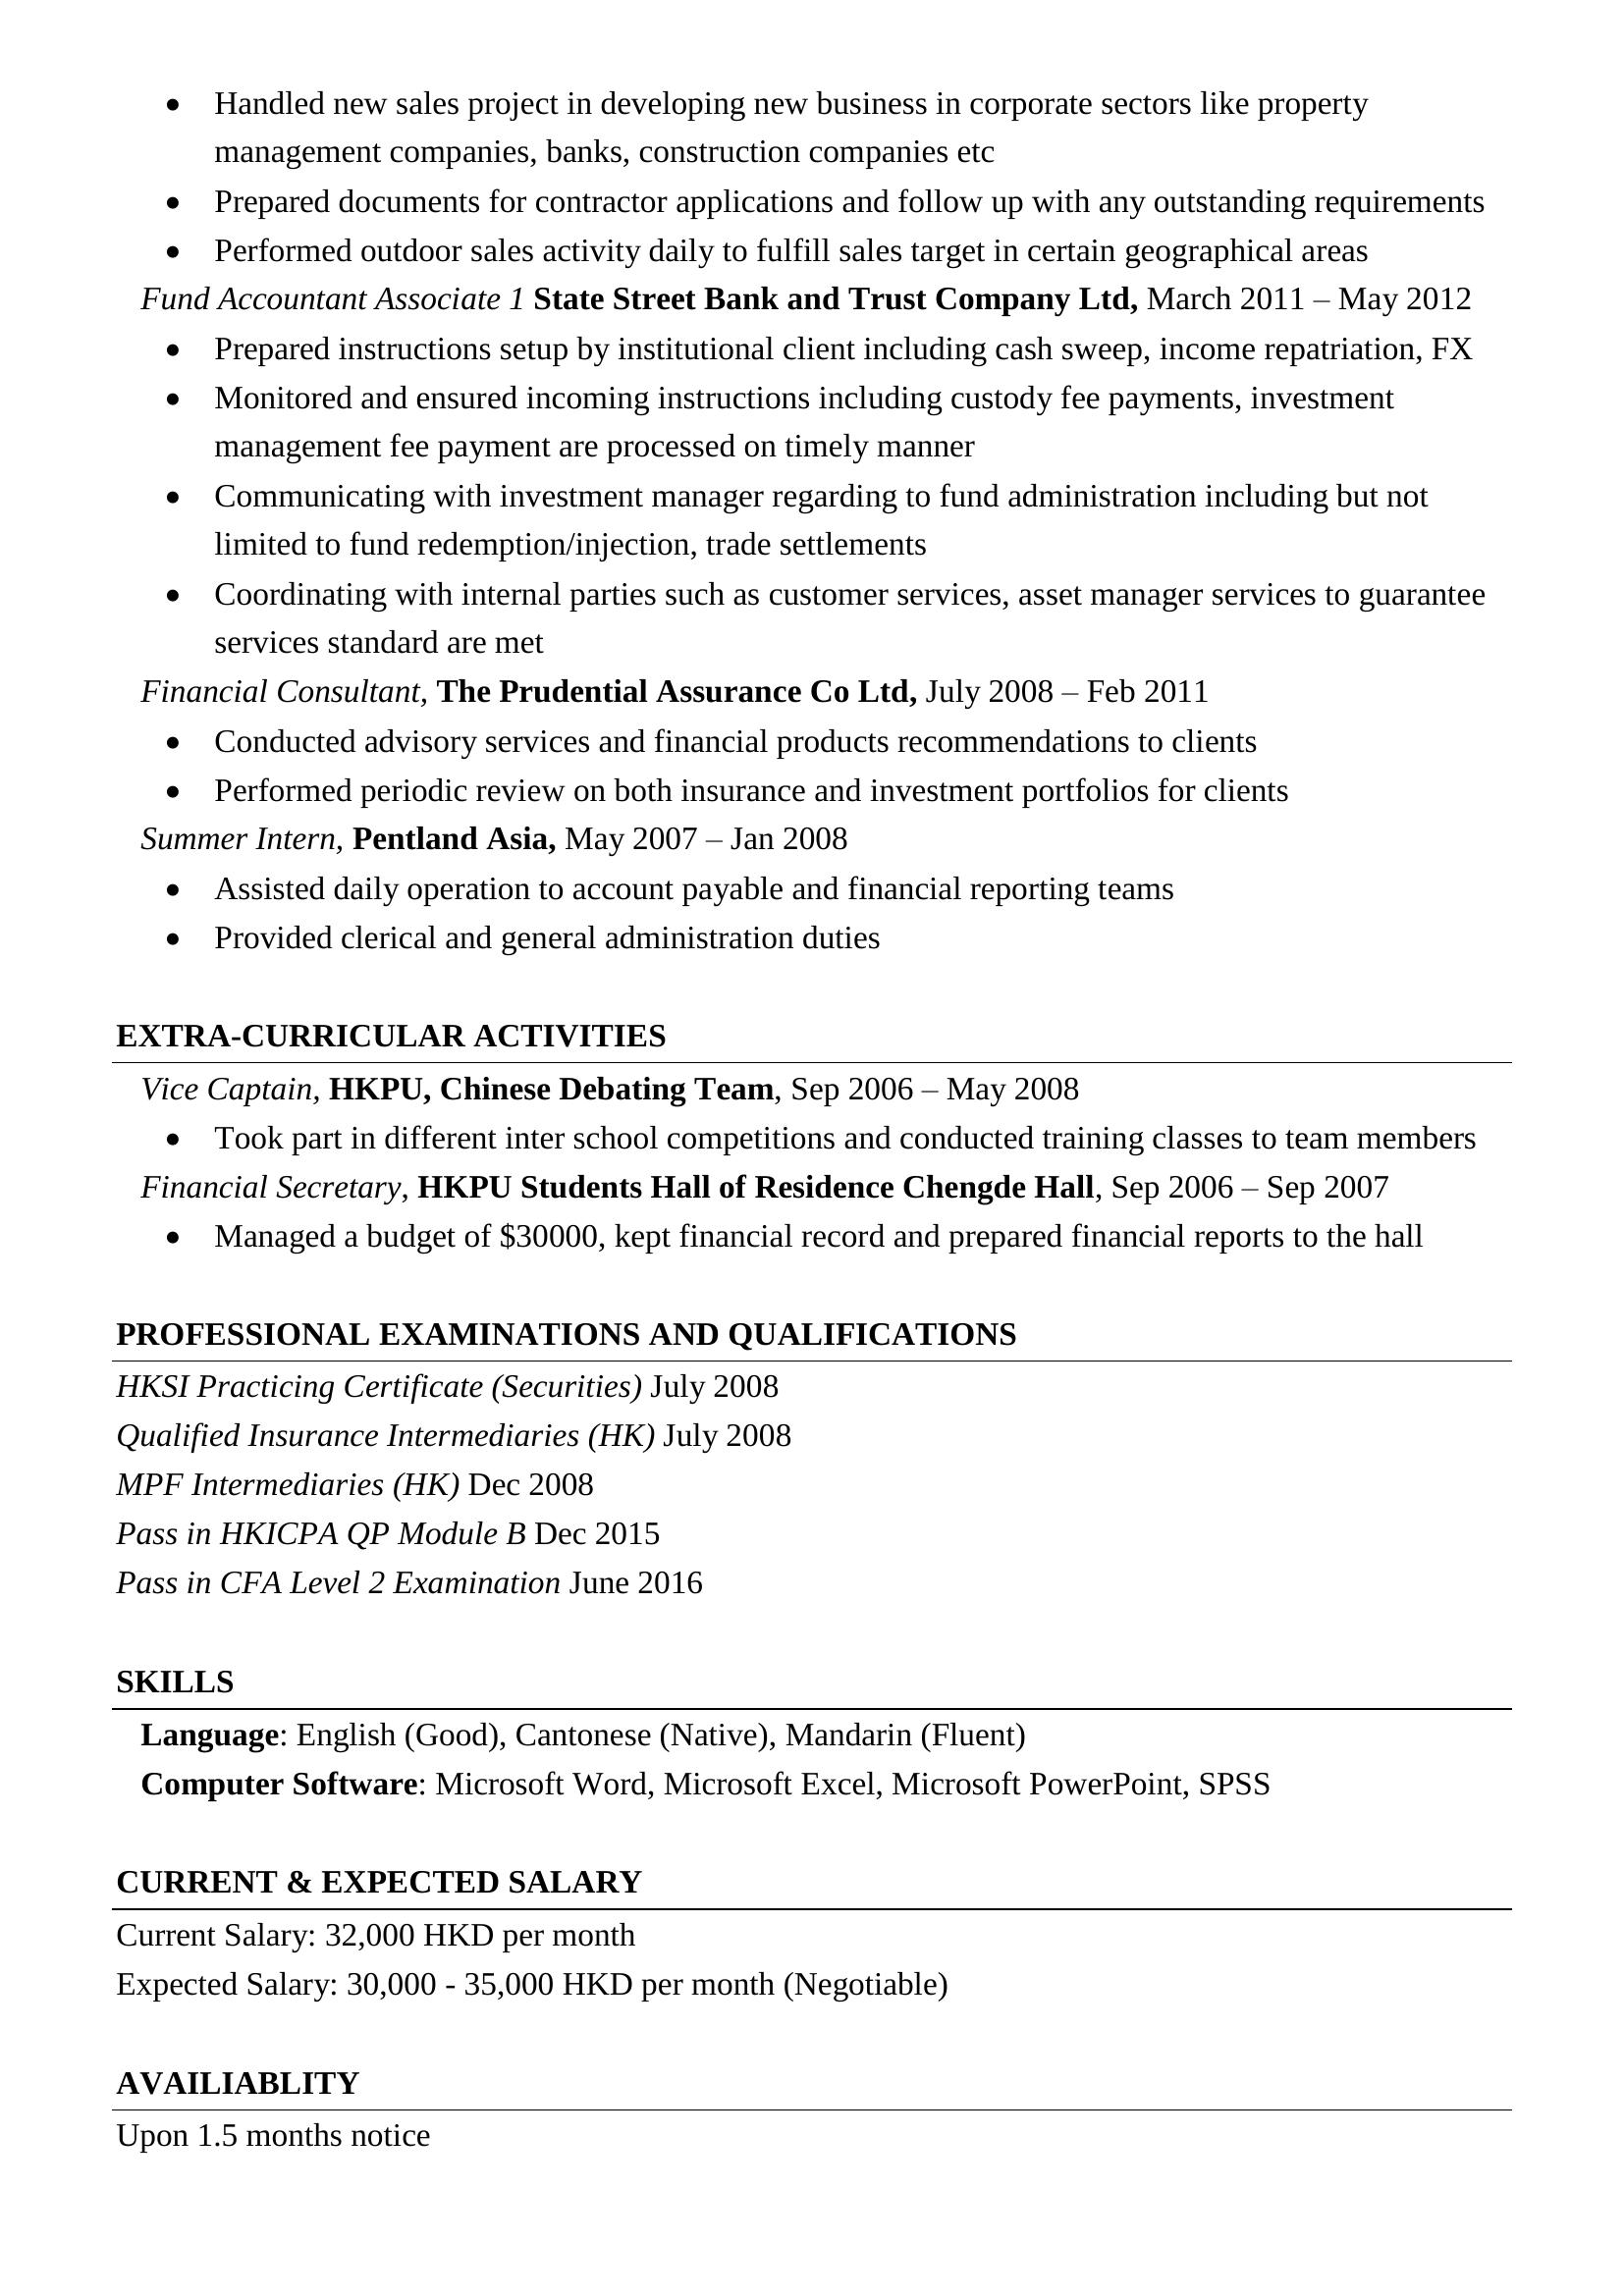 • Handled new sales project in developing new business in corporate sectors like property
management companies, banks, construction companies etc
• Prepared documents for contractor applications and follow up with any outstanding requirements
• Performed outdoor sales activity daily to fulfill sales target in certain geographical areas
Fund Accountant Associate 1 State Street Bank and Trust Company Ltd, March 2011 – May 2012
• Prepared instructions setup by institutional client including cash sweep, income repatriation, FX
• Monitored and ensured incoming instructions including custody fee payments, investment
management fee payment are processed on timely manner
• Communicating with investment manager regarding to fund administration including but not
limited to fund redemption/injection, trade settlements
• Coordinating with internal parties such as customer services, asset manager services to guarantee
services standard are met
Financial Consultant, The Prudential Assurance Co Ltd, July 2008 – Feb 2011
• Conducted advisory services and financial products recommendations to clients
• Performed periodic review on both insurance and investment portfolios for clients
Summer Intern, Pentland Asia, May 2007 – Jan 2008
• Assisted daily operation to account payable and financial reporting teams
• Provided clerical and general administration duties
EXTRA-CURRICULAR ACTIVITIES
Vice Captain, HKPU, Chinese Debating Team, Sep 2006 – May 2008
• Took part in different inter school competitions and conducted training classes to team members
Financial Secretary, HKPU Students Hall of Residence Chengde Hall, Sep 2006 – Sep 2007
• Managed a budget of $30000, kept financial record and prepared financial reports to the hall
PROFESSIONAL EXAMINATIONS AND QUALIFICATIONS
HKSI Practicing Certificate (Securities) July 2008
Qualified Insurance Intermediaries (HK) July 2008
MPF Intermediaries (HK) Dec 2008
Pass in HKICPA QP Module B Dec 2015
Pass in CFA Level 2 Examination June 2016
SKILLS
Language: English (Good), Cantonese (Native), Mandarin (Fluent)
Computer Software: Microsoft Word, Microsoft Excel, Microsoft PowerPoint, SPSS
CURRENT & EXPECTED SALARY
Current Salary: 32,000 HKD per month
Expected Salary: 30,000 - 35,000 HKD per month (Negotiable)
AVAILIABLITY
Upon 1.5 months notice